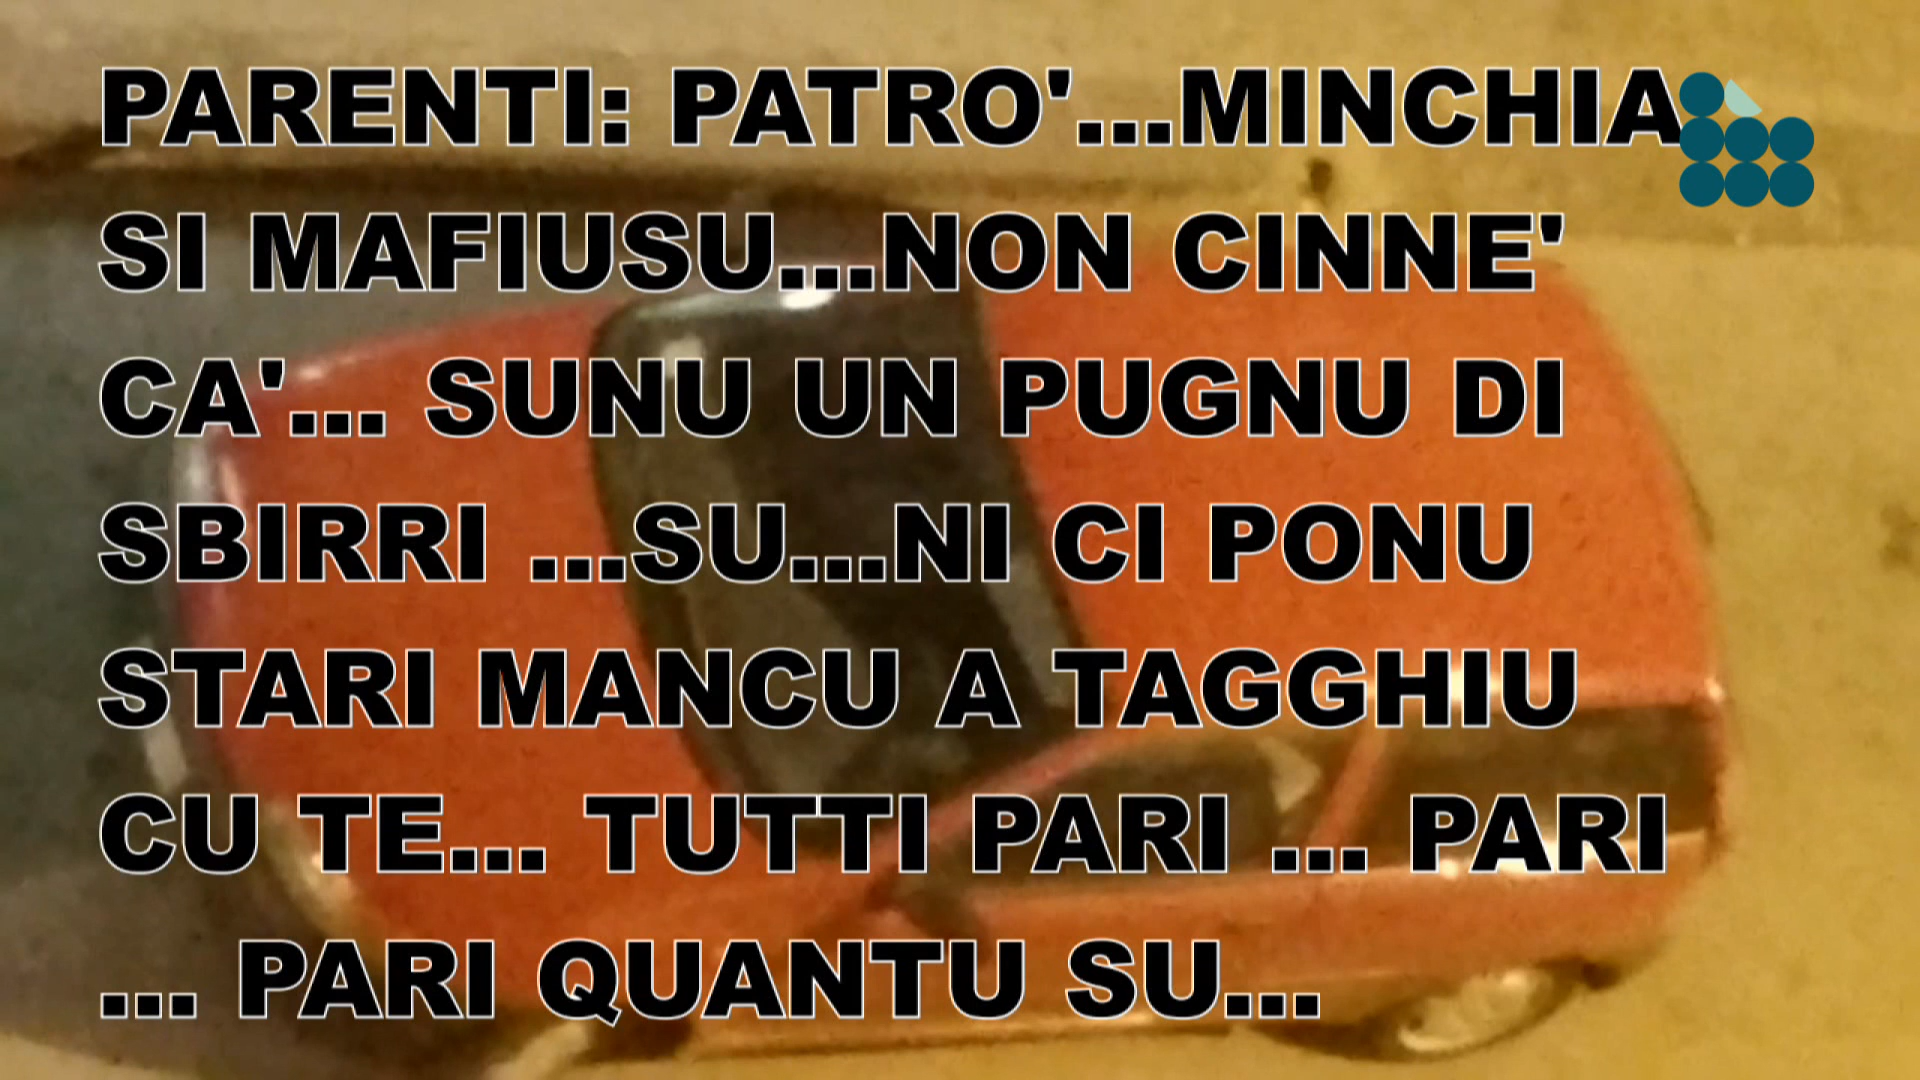 PARENTI: PATRO'...MINCHIA
SI MAFIUSU...NON CINNE'
CA'... SUNU UN PUGNU DI
SBIRRI ...SU...NI CI PONU
STARI MANCU A TAGGHIU
CU TE... TUTTI PARI ... PARI
... PARI QUANTU SU...